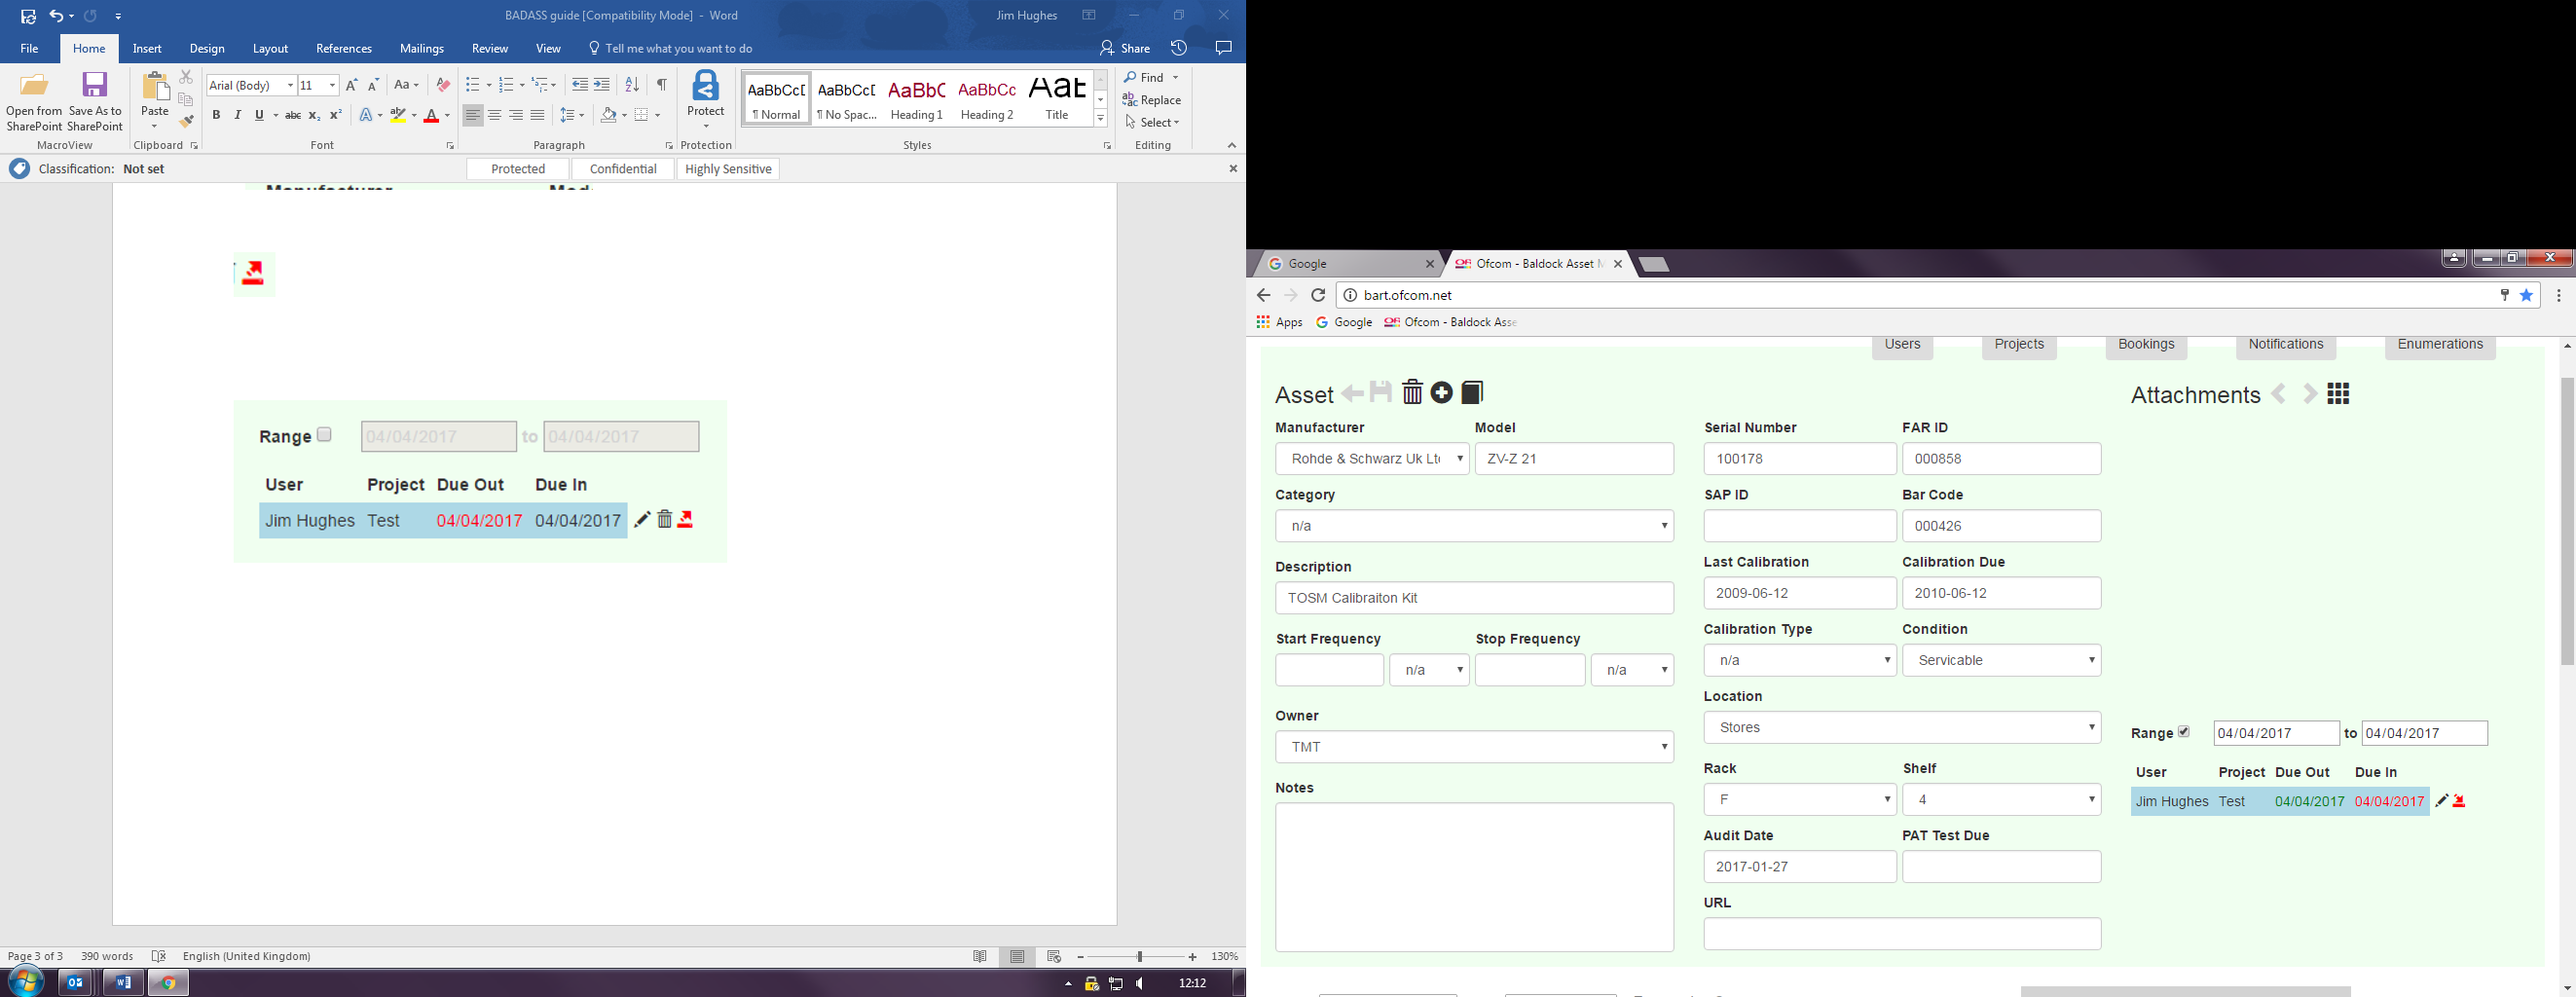 BADASS guide [Compatibility Mode] - Word
Jim Hughes
File Home Insert Design Layout References Mailings Review View Tell me what you want to do Share
Arial (Body) 11
Open from SharePoint
Save As to SharePoint
Paste
B I U abc X₂ X² A
Protect
AaBbCcI AaBbCcI AaBbC AaBbCc AaB
¶ Normal ¶ No Spac... Heading 1 Heading 2 Title
Find
Replace
Select
MacroView Clipboard Font Paragraph Protection Styles Editing
Classification: Not set
Protected Confidential Highly Sensitive
Manufacturer
Range 04/04/2017 to 04/04/2017
User Project Due Out Due In
Jim Hughes Test 04/04/2017 04/04/2017
Page 3 of 3 390 words English (United Kingdom) 130%
12:12
Google
Ofcom - Baldock Asset M
bart.ofcom.net
Apps Google Ofcom - Baldock Asse
Users Projects Bookings Notifications Enumerations
Asset
Attachments
Manufacturer Model Serial Number FAR ID
Rohde & Schwarz Uk Ltd ZV-Z 21 100178 000858
Category SAP ID Bar Code
n/a 000426
Description Last Calibration Calibration Due
TOSM Calibraiton Kit 2009-06-12 2010-06-12
Start Frequency Stop Frequency Calibration Type Condition
n/a n/a n/a Servicable
Owner Location
TMT Stores
Range 04/04/2017 to 04/04/2017
Notes Rack Shelf
F 4
User Project Due Out Due In
Jim Hughes Test 04/04/2017 04/04/2017
Audit Date PAT Test Due
2017-01-27
URL